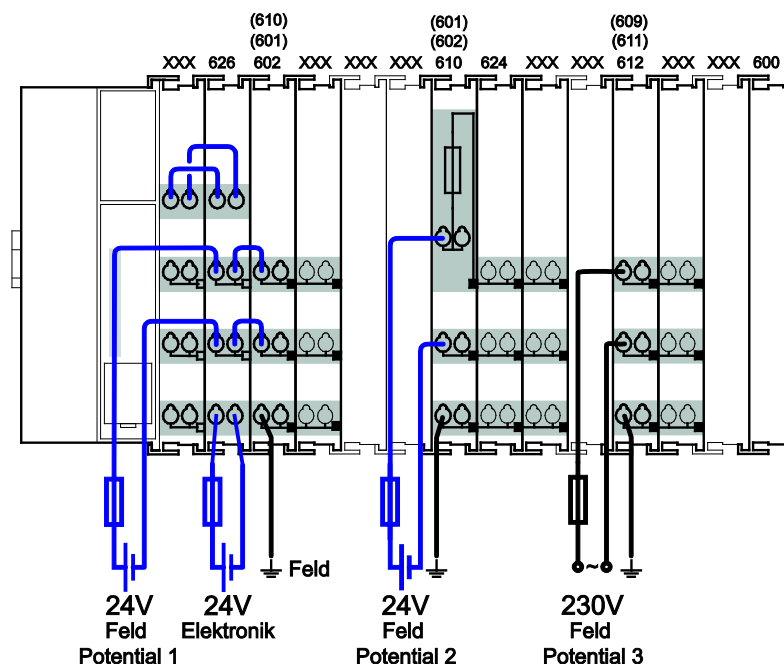 (610) (601) (609)
(601) (602) (611)
XXX 626 602 XXX XXX XXX 610 624 XXX XXX 612 XXX XXX 600
Feld
24V 24V 24V 230V
Feld Elektronik Feld Feld
Potential 1 Potential 2 Potential 3
~